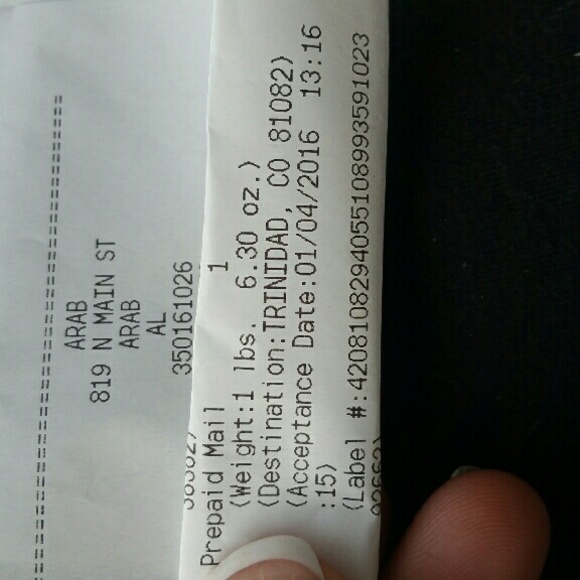 ==============================
ARAB
819 N MAIN ST
ARAB
AL
350161026
Prepaid Mail 1
(Weight:1 lbs. 6.30 oz.)
(Destination:TRINIDAD, CO 81082)
(Acceptance Date:01/04/2016 13:16
:15)
(Label #:4208108294055108993591023